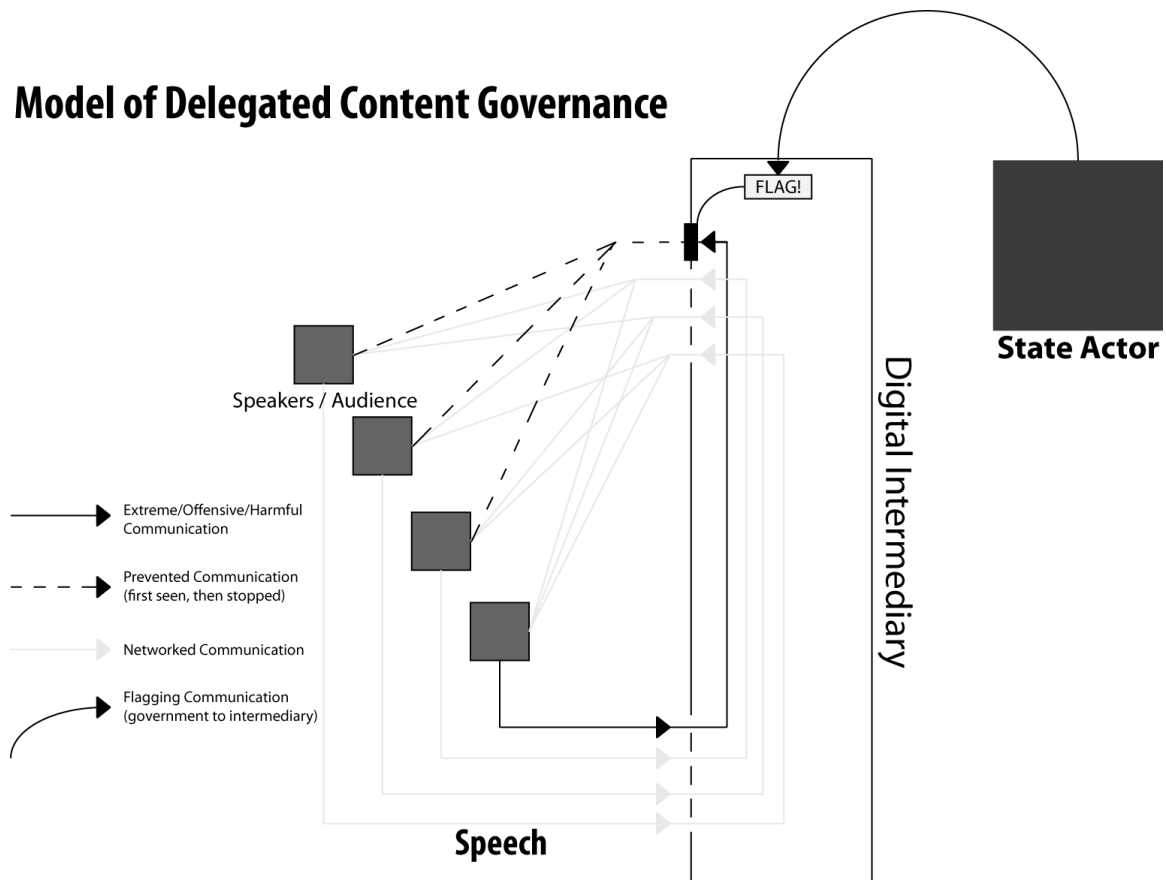 Model of Delegated Content Governance
FLAG!
State Actor
Speakers / Audience
Digital Intermediary
Extreme/Offensive/Harmful
Communication
Prevented Communication
(first seen, then stopped)
Networked Communication
Flagging Communication
(government to intermediary)
Speech